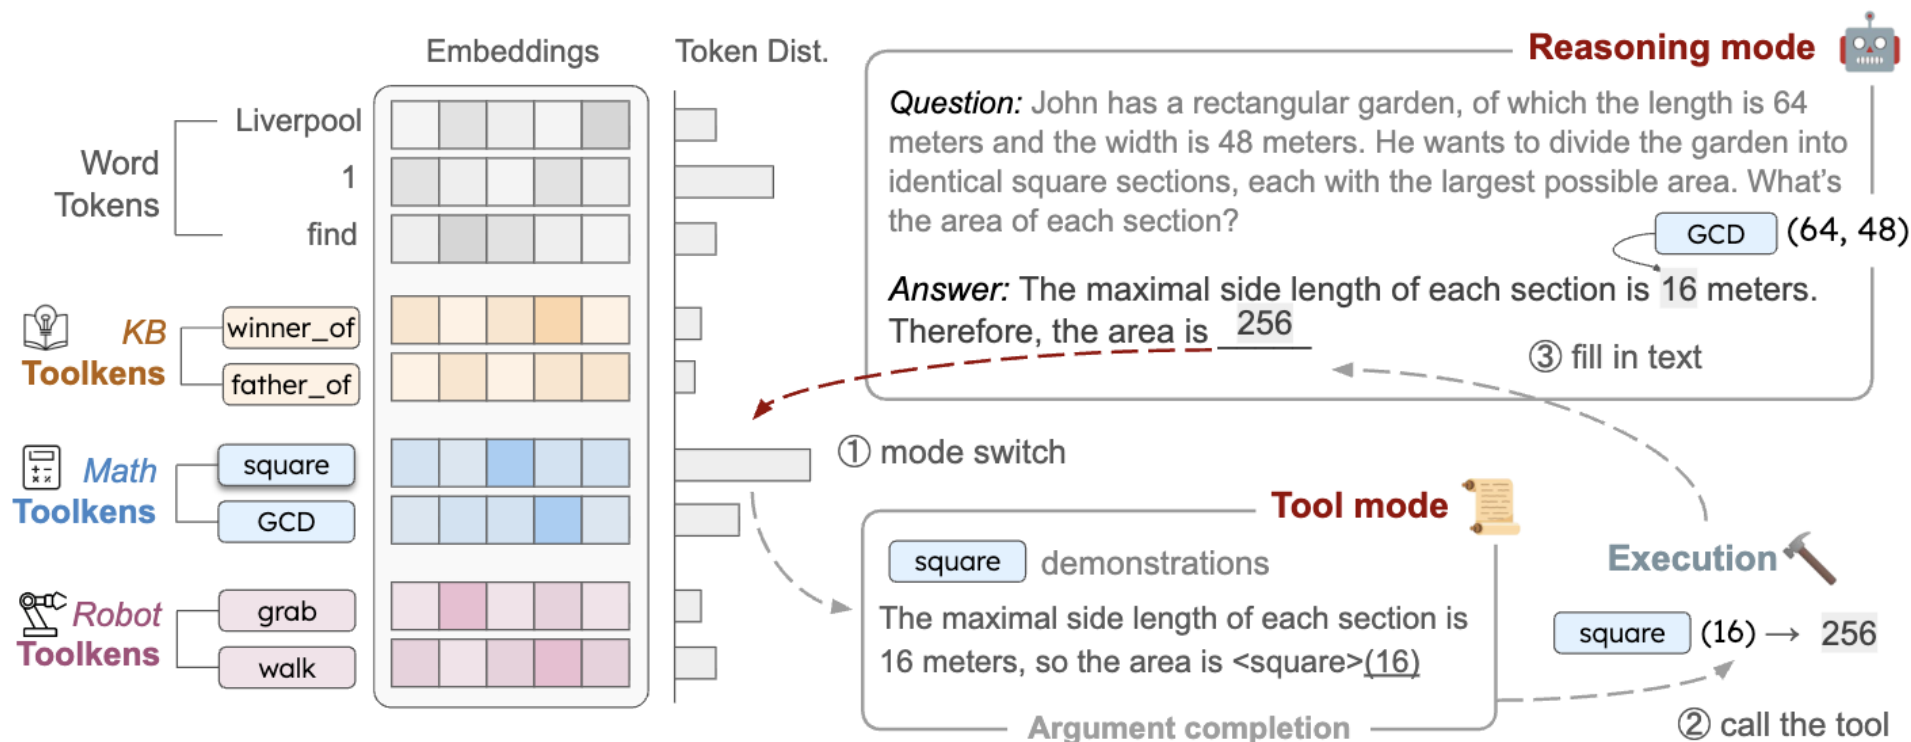 Embeddings
Token Dist.
Word
Tokens
Liverpool
1
find
KB
Toolkens
winner_of
father_of
Math
Toolkens
square
GCD
Robot
Toolkens
grab
walk
Reasoning mode
Question: John has a rectangular garden, of which the length is 64
meters and the width is 48 meters. He wants to divide the garden into
identical square sections, each with the largest possible area. What's
the area of each section?
GCD (64, 48)
Answer: The maximal side length of each section is 16 meters.
Therefore, the area is 256
③ fill in text
① mode switch
Tool mode
square demonstrations
The maximal side length of each section is
16 meters, so the area is <square>(16)
Argument completion
Execution
square (16) → 256
② call the tool